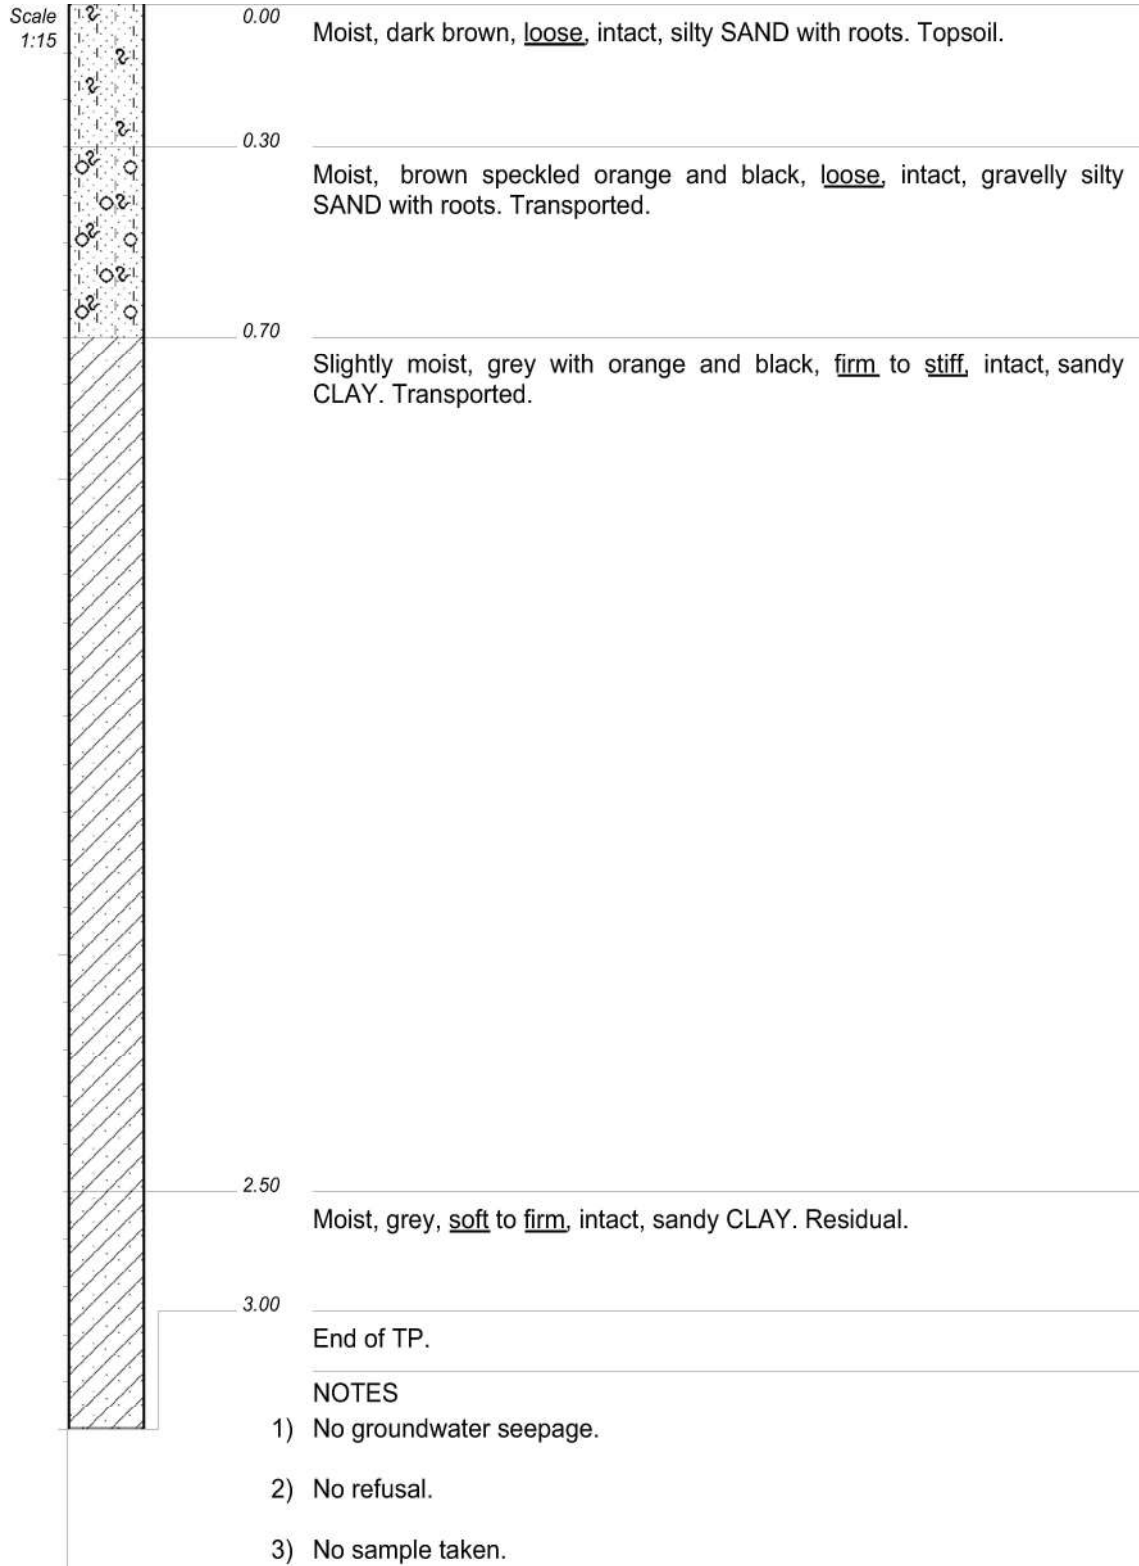 Scale
1:15
0.00
Moist, dark brown, loose, intact, silty SAND with roots. Topsoil.
0.30
Moist, brown speckled orange and black, loose, intact, gravelly silty
SAND with roots. Transported.
0.70
Slightly moist, grey with orange and black, firm to stiff, intact, sandy
CLAY. Transported.
2.50
Moist, grey, soft to firm, intact, sandy CLAY. Residual.
3.00
End of TP.
NOTES
1) No groundwater seepage.
2) No refusal.
3) No sample taken.